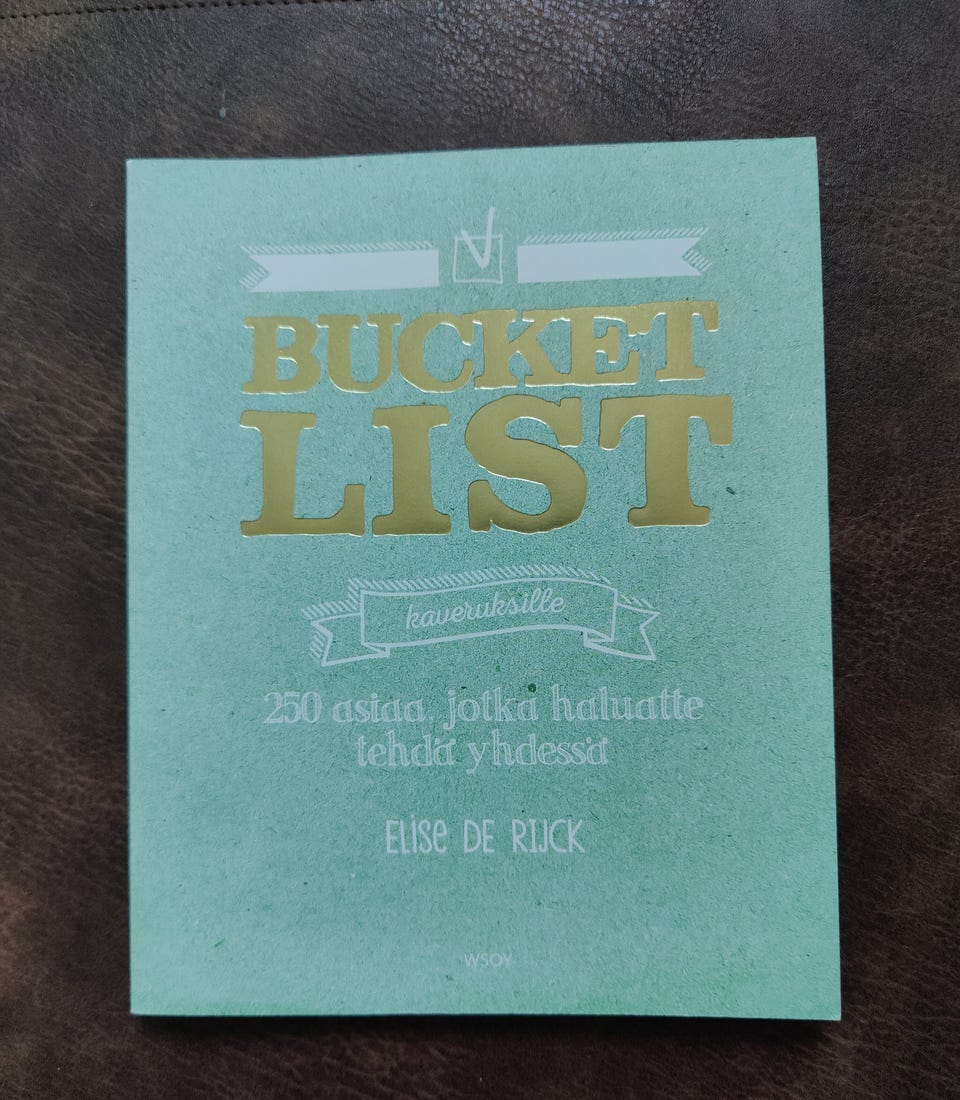 BUCKET
LIST
kaveruksille
250 asiaa, jotka haluatte
tehdä yhdessä
ELISE DE RIJCK
WSOY